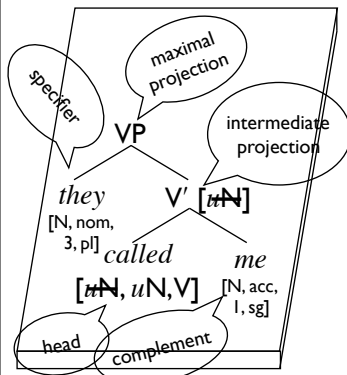 maximal
projection
specifier
VP
intermediate
projection
they
V′ [uN]
[N, nom,
3, pl]
called
me
[uN, uN,V]
[N, acc,
1, sg]
head
complement